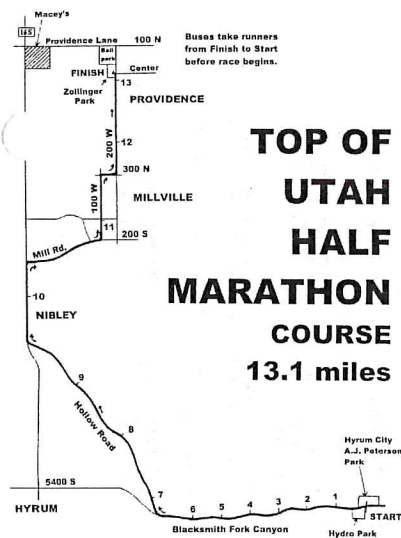 Macey's
165
Providence Lane 100 N
Ball park
FINISH
Center
Zollinger Park
13
PROVIDENCE
Buses take runners
from Finish to Start
before race begins.
200 W
12
300 N
100 W
MILLVILLE
11
200 S
Mill Rd.
10
NIBLEY
9
Hollow Road
8
TOP OF
UTAH
HALF
MARATHON
COURSE
13.1 miles
5400 S
HYRUM
7
6
5
4
3
2
1
Blacksmith Fork Canyon
Hyrum City
A.J. Peterson
Park
START
Hydro Park